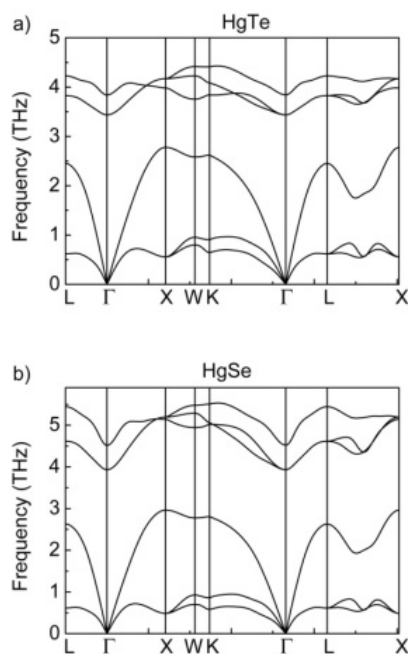 a)
HgTe
Frequency (THz)
5
4
3
2
1
0
L Γ X W K Γ L X
b)
HgSe
Frequency (THz)
5
4
3
2
1
0
L Γ X W K Γ L X